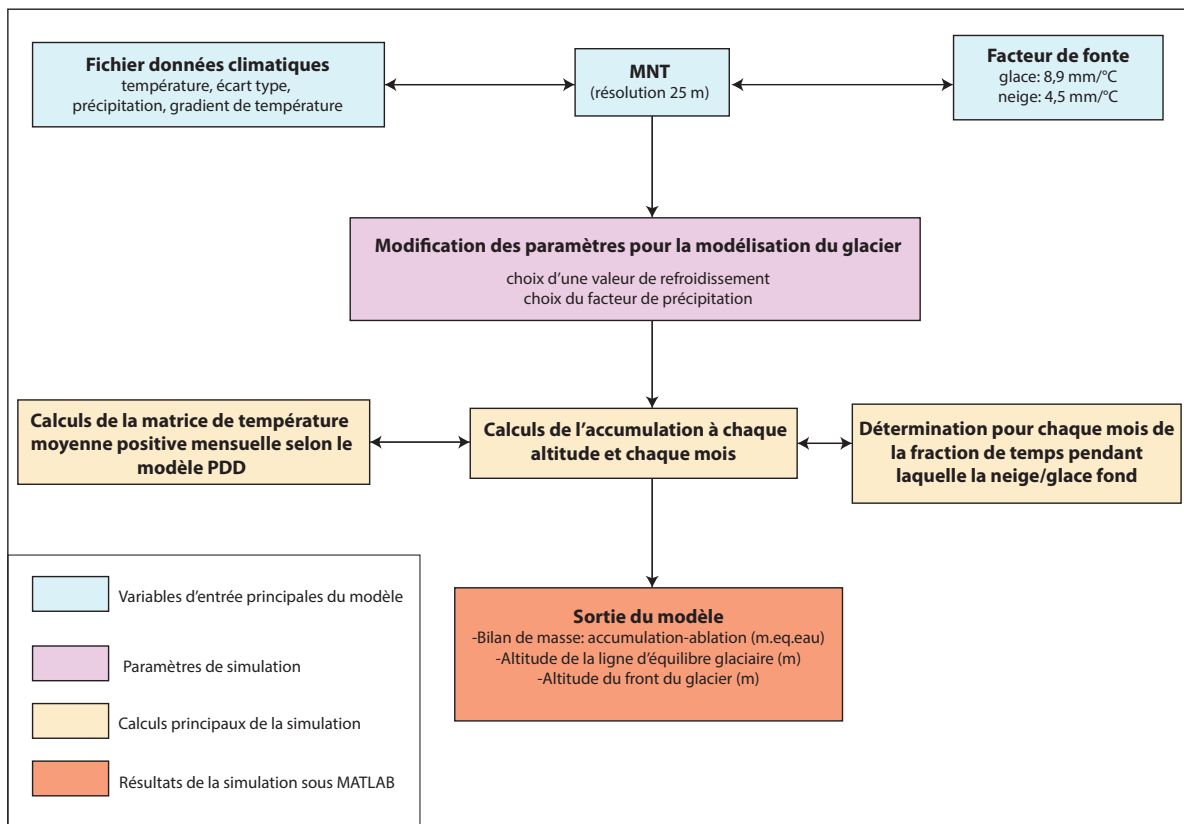 Fichier données climatiques
température, écart type,
précipitation, gradient de température
MNT
(résolution 25 m)
Facteur de fonte
glace: 8,9 mm/°C
neige: 4,5 mm/°C
Modification des paramètres pour la modélisation du glacier
choix d'une valeur de refroidissement
choix du facteur de précipitation
Calculs de la matrice de température
moyenne positive mensuelle selon le
modèle PDD
Calculs de l'accumulation à chaque
altitude et chaque mois
Détermination pour chaque mois de
la fraction de temps pendant
laquelle la neige/glace fond
Sortie du modèle
-Bilan de masse: accumulation-ablation (m.eq.eau)
-Altitude de la ligne d'équilibre glaciaire (m)
-Altitude du front du glacier (m)
Variables d'entrée principales du modèle
Paramètres de simulation
Calculs principaux de la simulation
Résultats de la simulation sous MATLAB